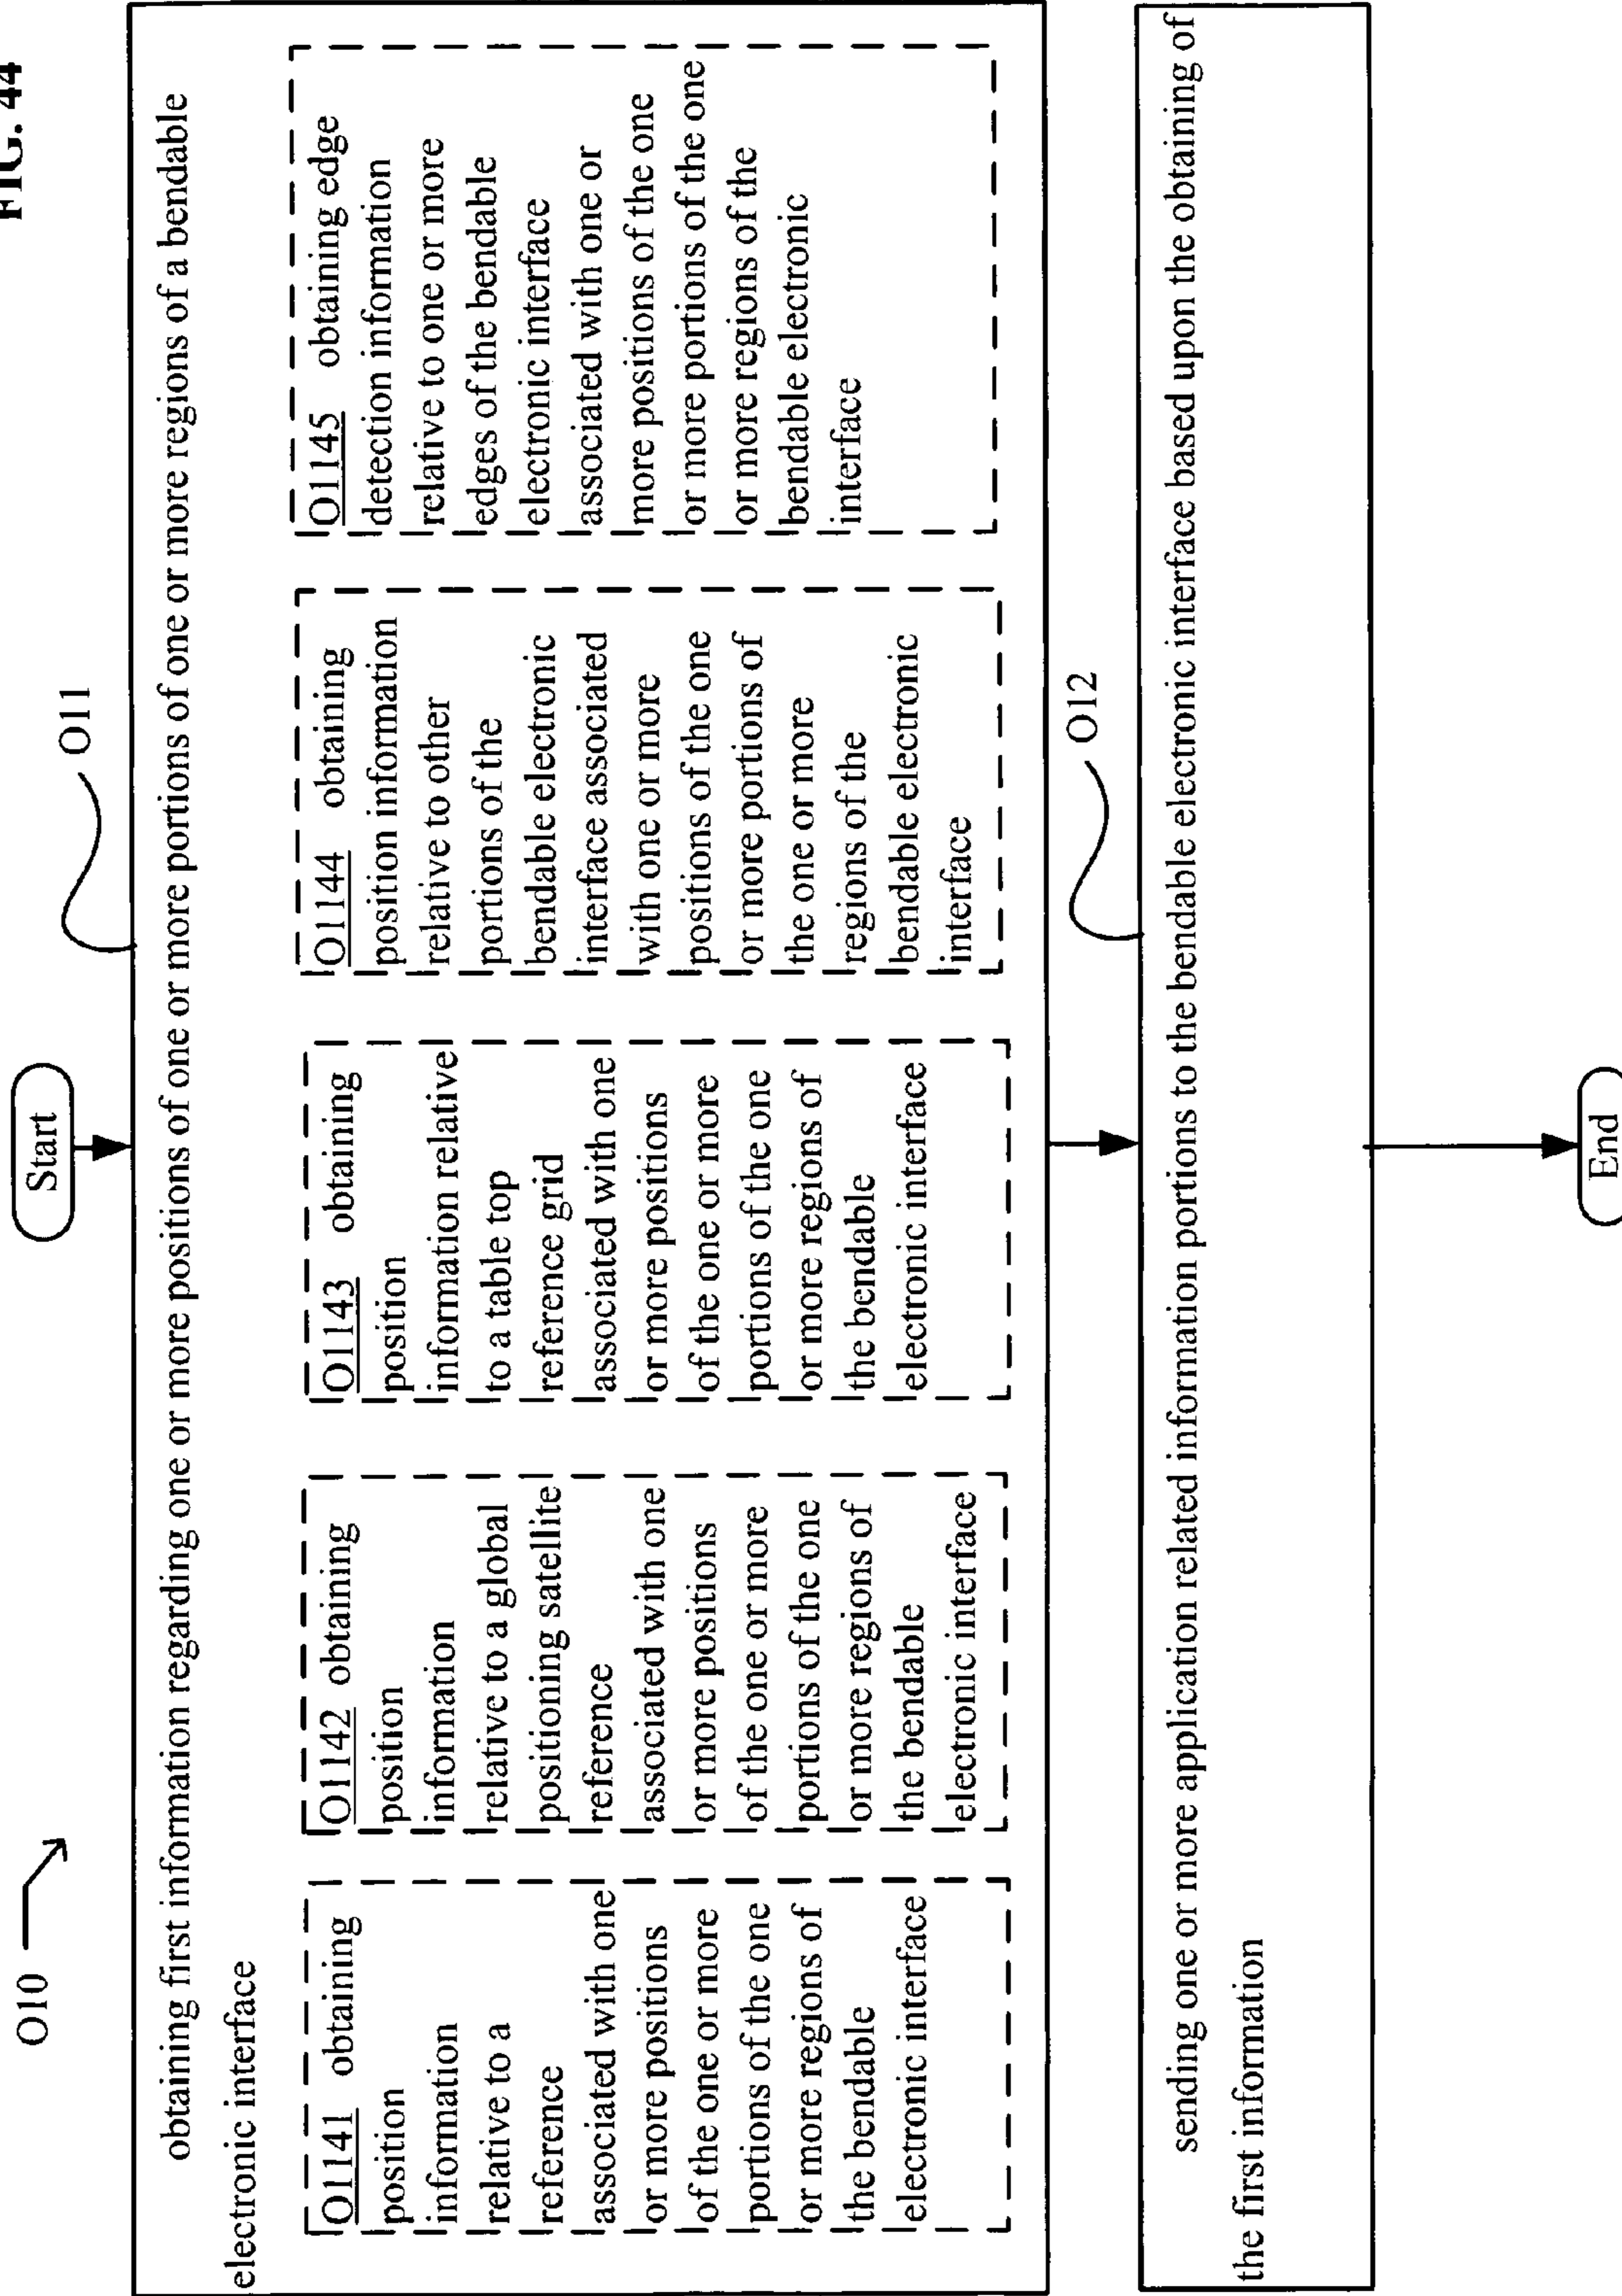 FIG. 44
O10
Start
O11
obtaining first information regarding one or more positions of one or more portions of one or more regions of a bendable
electronic interface
O1141 obtaining
position
information
relative to a
reference
associated with one
or more positions
of the one or more
portions of the one
or more regions of
the bendable
electronic interface
O1142 obtaining
position
information
relative to a global
positioning satellite
reference
associated with one
or more positions
of the one or more
portions of the one
or more regions of
the bendable
electronic interface
O1143 obtaining
position
information relative
to a table top
reference grid
associated with one
or more positions
of the one or more
portions of the one
or more regions of
the bendable
electronic interface
O1144 obtaining
position information
relative to other
portions of the
bendable electronic
interface associated
with one or more
positions of the one
or more portions of
the one or more
regions of the
bendable electronic
interface
O1145 obtaining edge
detection information
relative to one or more
edges of the bendable
electronic interface
associated with one or
more positions of the one
or more portions of the one
or more regions of the
bendable electronic
interface
O12
sending one or more application related information portions to the bendable electronic interface based upon the obtaining of
the first information
End